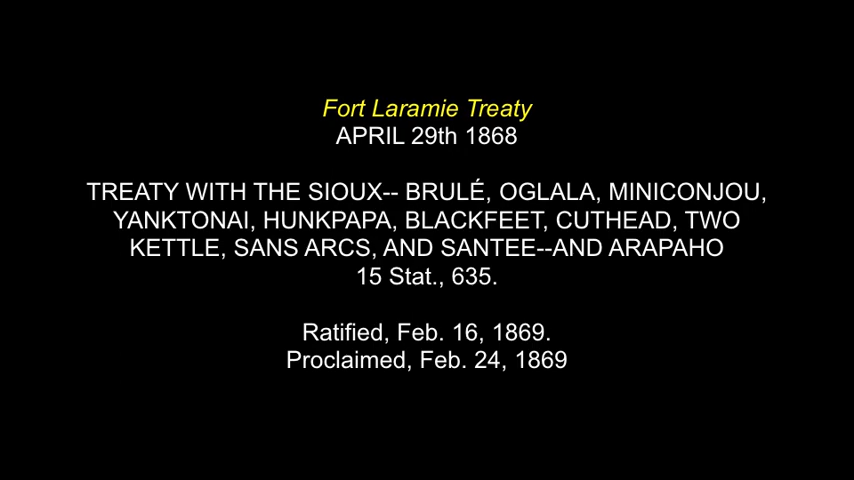 Fort Laramie Treaty
APRIL 29th 1868
TREATY WITH THE SIOUX-- BRULÉ, OGLALA, MINICONJOU,
YANKTONAI, HUNKPAPA, BLACKFEET, CUTHEAD, TWO
KETTLE, SANS ARCS, AND SANTEE--AND ARAPAHO
15 Stat., 635.
Ratified, Feb. 16, 1869.
Proclaimed, Feb. 24, 1869